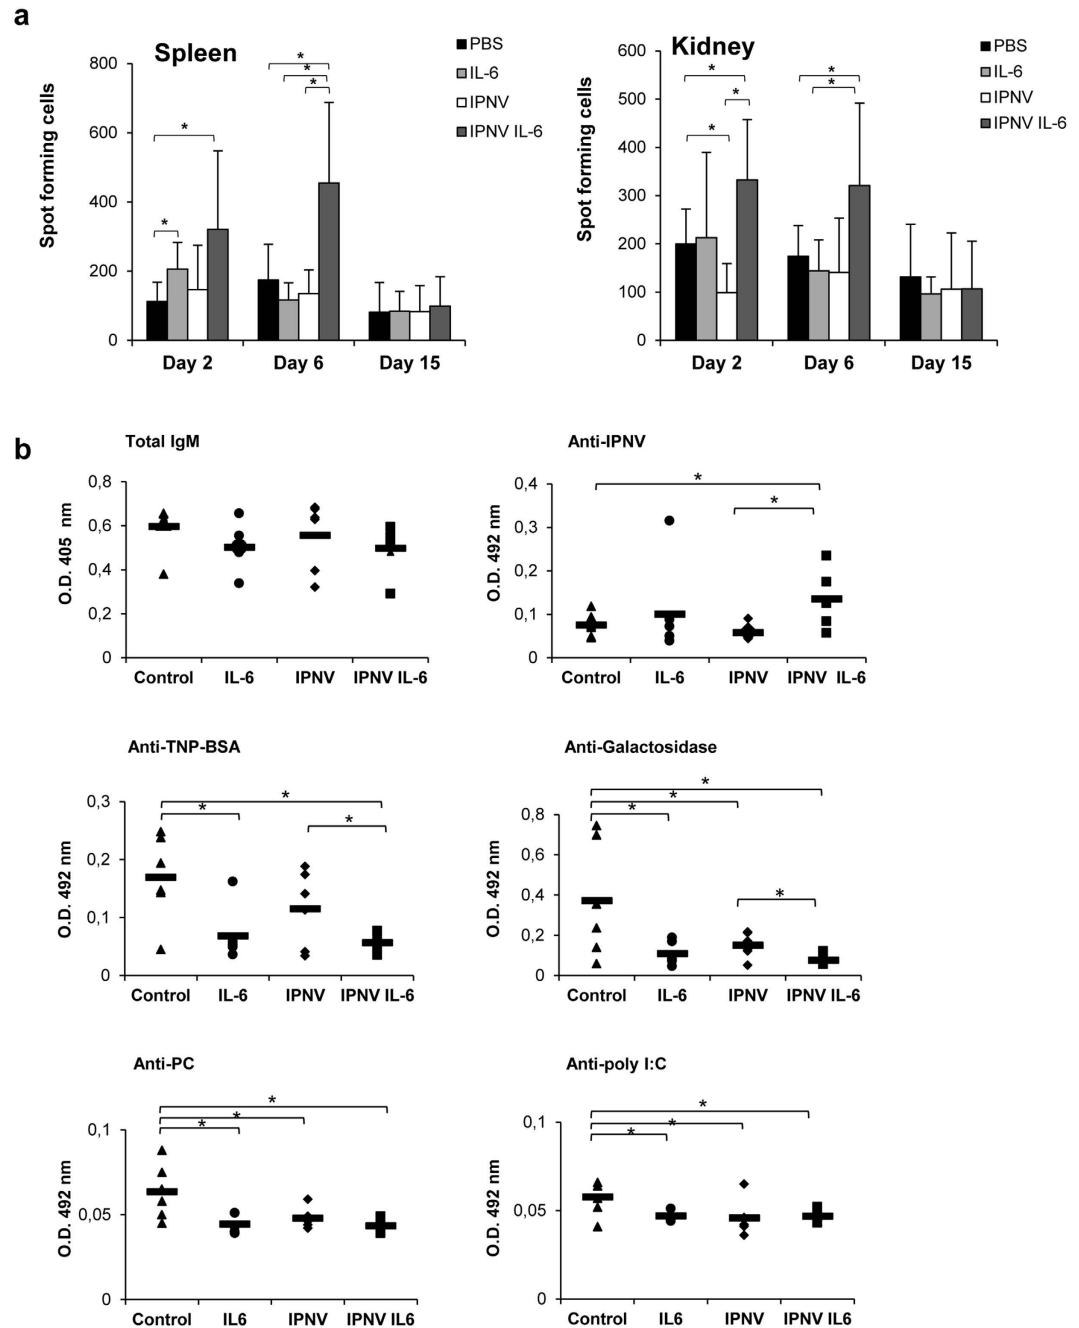 a
Spleen
Spot forming cells
800
600
400
200
0
* * * * *
Day 2 Day 6 Day 15
PBS
IL-6
IPNV
IPNV IL-6
Kidney
Spot forming cells
600
500
400
300
200
100
0
* * * * *
Day 2 Day 6 Day 15
PBS
IL-6
IPNV
IPNV IL-6
b
Total IgM
O.D. 405 nm
0,8
0,6
0,4
0,2
0
Control IL-6 IPNV IPNV IL-6
Anti-IPNV
O.D. 492 nm
0,4
0,3
0,2
0,1
0
* *
Control IL-6 IPNV IPNV IL-6
Anti-TNP-BSA
O.D. 492 nm
0,3
0,2
0,1
0
* * *
Control IL-6 IPNV IPNV IL-6
Anti-Galactosidase
O.D. 492 nm
0,8
0,6
0,4
0,2
0
* * * *
Control IL-6 IPNV IPNV IL-6
Anti-PC
O.D. 492 nm
0,1
0,05
0
* * *
Control IL6 IPNV IPNV IL6
Anti-poly I:C
O.D. 492 nm
0,1
0,05
0
* * *
Control IL-6 IPNV IPNV IL-6